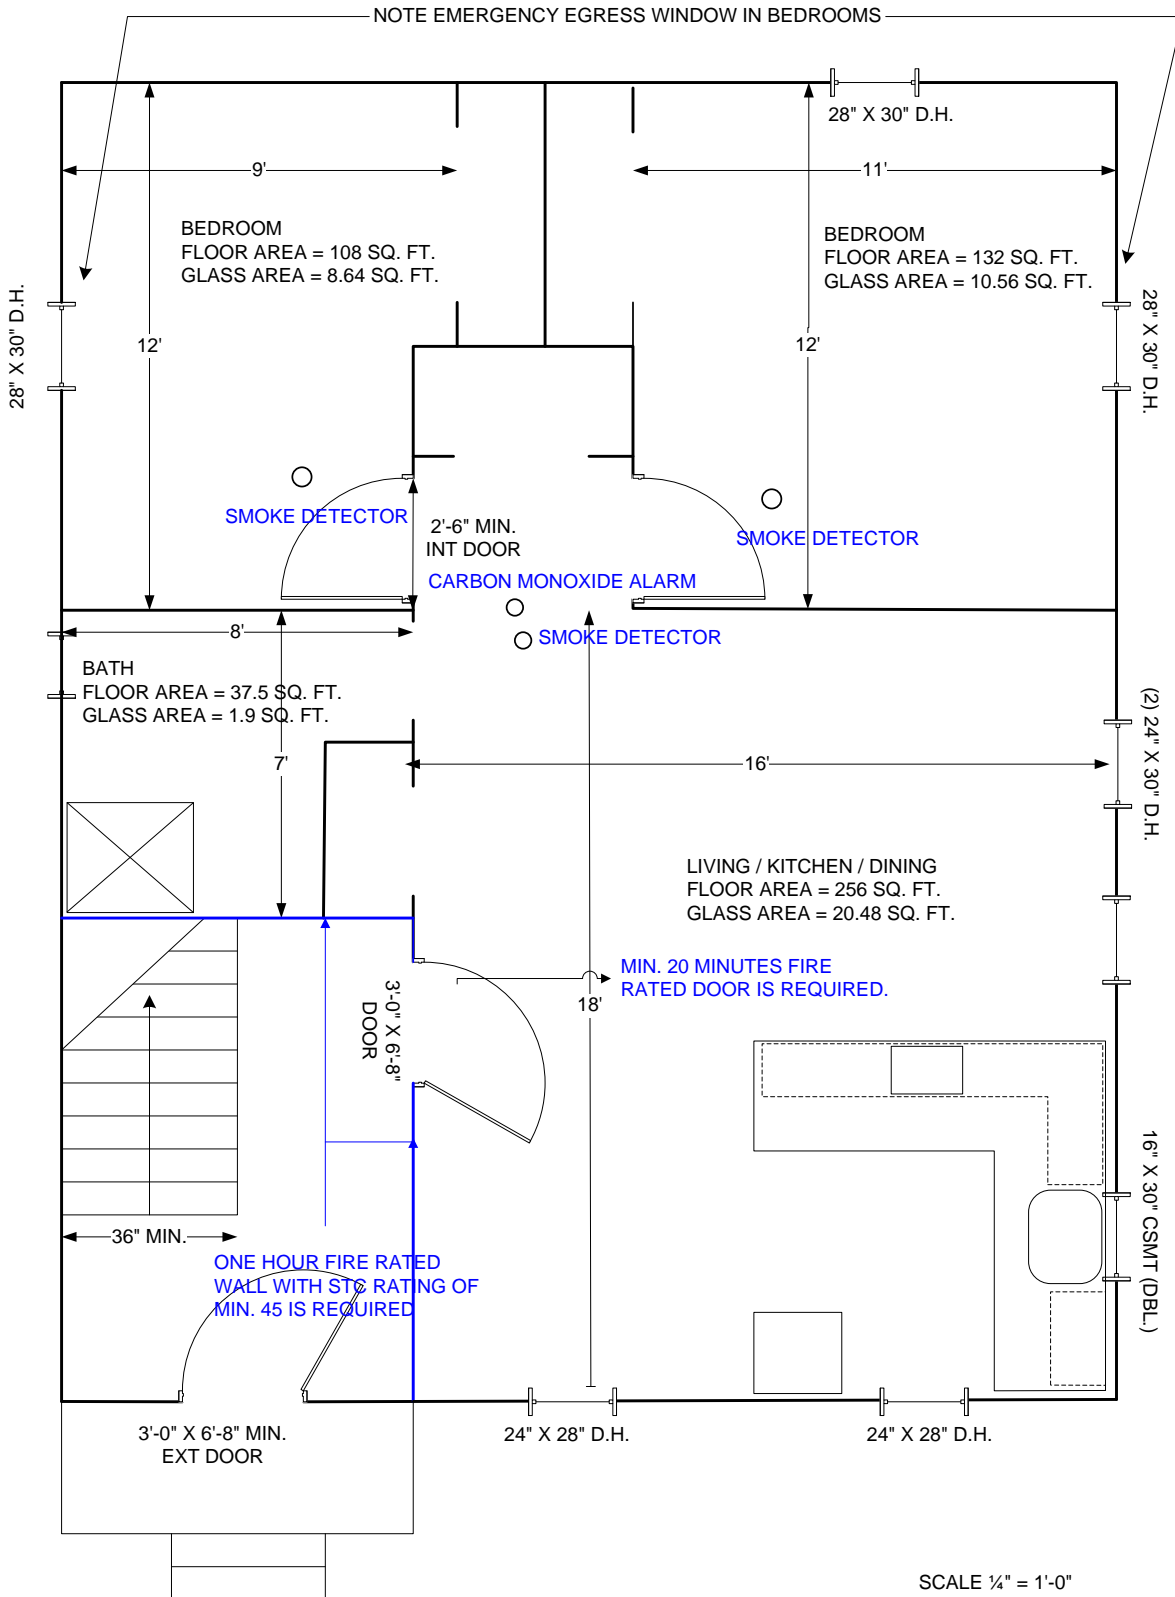 NOTE EMERGENCY EGRESS WINDOW IN BEDROOMS
28" X 30" D.H.
9'
11'
BEDROOM
FLOOR AREA = 108 SQ. FT.
GLASS AREA = 8.64 SQ. FT.
BEDROOM
FLOOR AREA = 132 SQ. FT.
GLASS AREA = 10.56 SQ. FT.
28" X 30" D.H.
12'
12'
28" X 30" D.H.
SMOKE DETECTOR
2'-6" MIN.
INT DOOR
SMOKE DETECTOR
CARBON MONOXIDE ALARM
SMOKE DETECTOR
8'
BATH
FLOOR AREA = 37.5 SQ. FT.
GLASS AREA = 1.9 SQ. FT.
7'
16'
(2) 24" X 30" D.H.
LIVING / KITCHEN / DINING
FLOOR AREA = 256 SQ. FT.
GLASS AREA = 20.48 SQ. FT.
MIN. 20 MINUTES FIRE
RATED DOOR IS REQUIRED.
18'
3'-0" X 6'-8"
DOOR
36" MIN.
16" X 30" CSMT (DBL.)
ONE HOUR FIRE RATED
WALL WITH STC RATING OF
MIN. 45 IS REQUIRED
3'-0" X 6'-8" MIN.
EXT DOOR
24" X 28" D.H.
24" X 28" D.H.
SCALE ¼" = 1'-0"